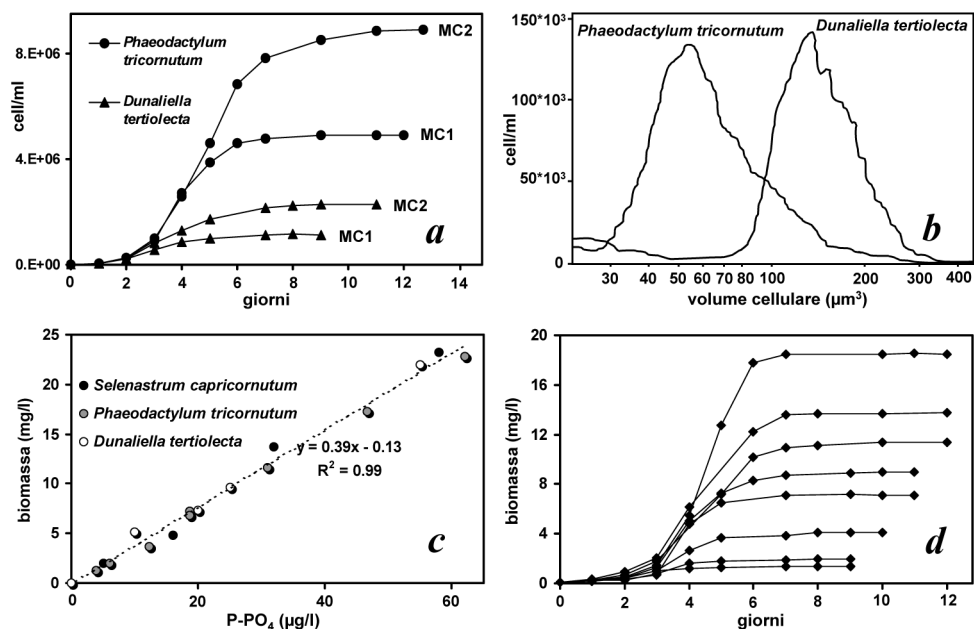 8.E+06
4.E+06
0.E+00
cell/ml
Phaeodactylum
tricornutum
Dunaliella
tertiolecta
MC2
MC1
MC2
MC1
a
0 2 4 6 8 10 12 14
giorni
150*10³
100*10³
50*10³
0
cell/ml
Phaeodactylum tricornutum
Dunaliella tertiolecta
b
30 40 50 60 70 80 100 200 300 400
volume cellulare (µm³)
25
20
15
10
5
0
biomassa (mg/l)
Selenastrum capricornutum
Phaeodactylum tricornutum
Dunaliella tertiolecta
y = 0.39x - 0.13
R² = 0.99
c
0 20 40 60
P-PO₄ (µg/l)
20
16
12
8
4
0
biomassa (mg/l)
d
0 2 4 6 8 10 12
giorni